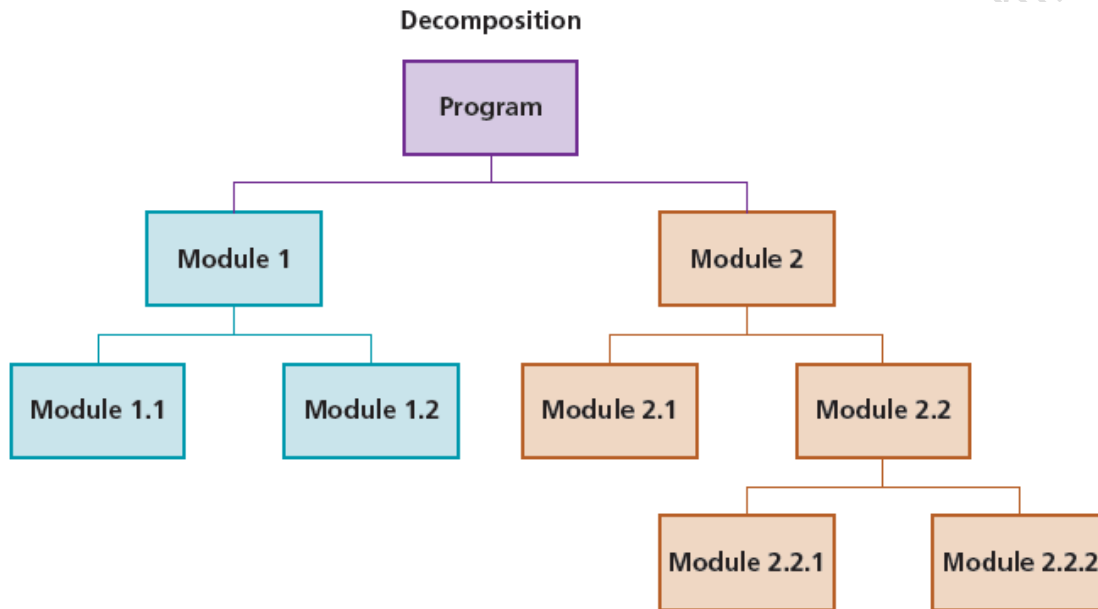 Decomposition
Program
Module 1
Module 2
Module 1.1
Module 1.2
Module 2.1
Module 2.2
Module 2.2.1
Module 2.2.2